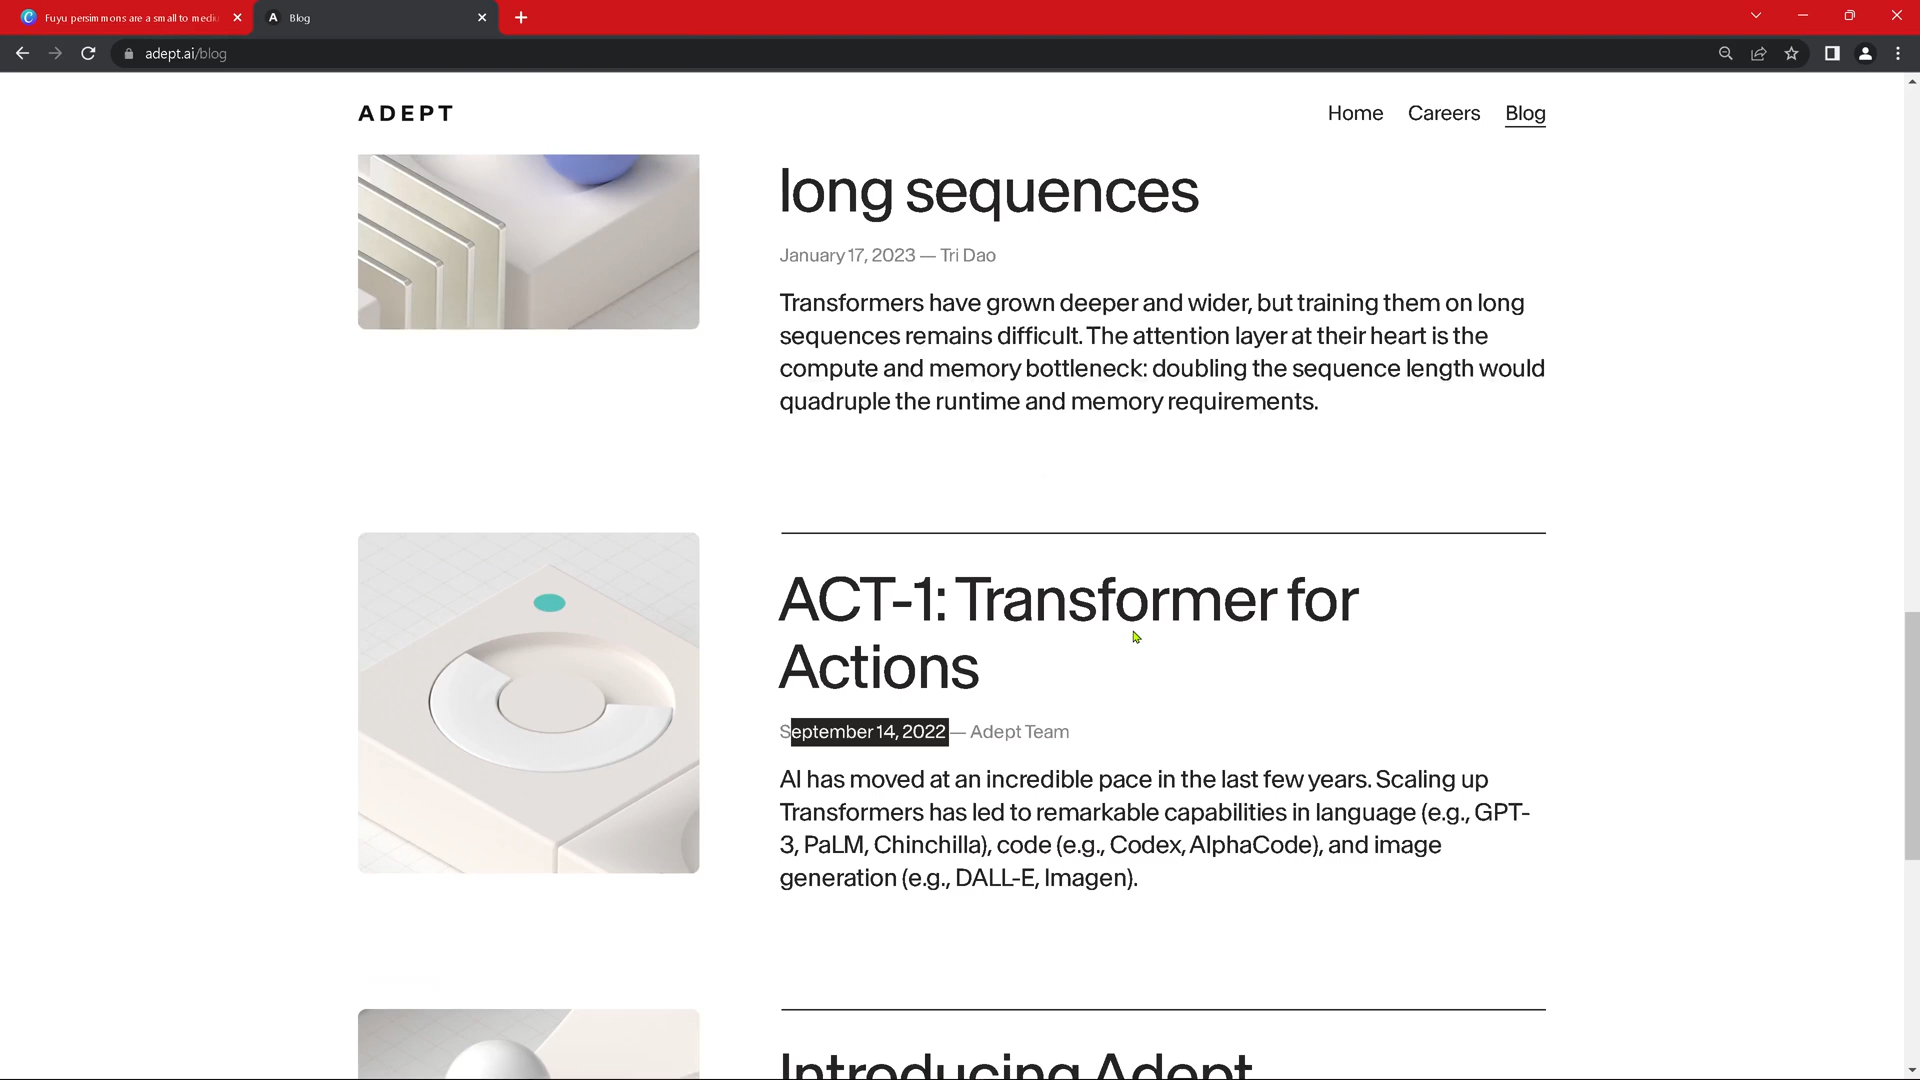 Fuyu persimmons are a small to mediu
Blog
adept.ai/blog
ADEPT
Home
Careers
Blog
long sequences
January 17, 2023 — Tri Dao
Transformers have grown deeper and wider, but training them on long
sequences remains difficult. The attention layer at their heart is the
compute and memory bottleneck: doubling the sequence length would
quadruple the runtime and memory requirements.
ACT-1: Transformer for
Actions
September 14, 2022 — Adept Team
AI has moved at an incredible pace in the last few years. Scaling up
Transformers has led to remarkable capabilities in language (e.g., GPT-
3, PaLM, Chinchilla), code (e.g., Codex, AlphaCode), and image
generation (e.g., DALL-E, Imagen).
Introducing Adept